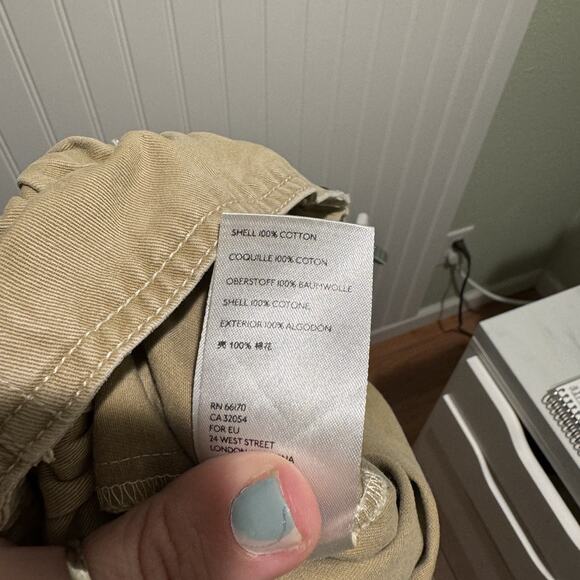 SHELL 100% COTTON
COQUILLE 100% COTON
OBERSTOFF 100% BAUMWOLLE
SHELL 100% COTONE,
EXTERIOR 100% ALGODÓN
100% 棉花
RN 66170
CA 32054
FOR EU
24 WEST STREET
LONDON